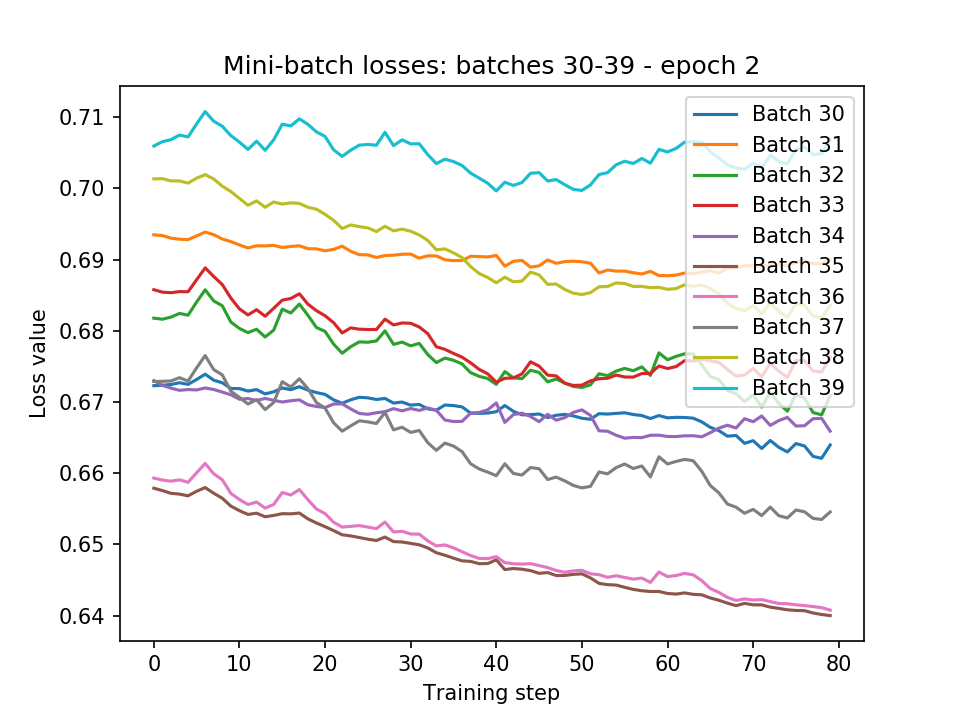 Mini-batch losses: batches 30-39 - epoch 2
Loss value
0.71
0.70
0.69
0.68
0.67
0.66
0.65
0.64
0
10
20
30
40
50
60
70
80
Training step
Batch 30
Batch 31
Batch 32
Batch 33
Batch 34
Batch 35
Batch 36
Batch 37
Batch 38
Batch 39